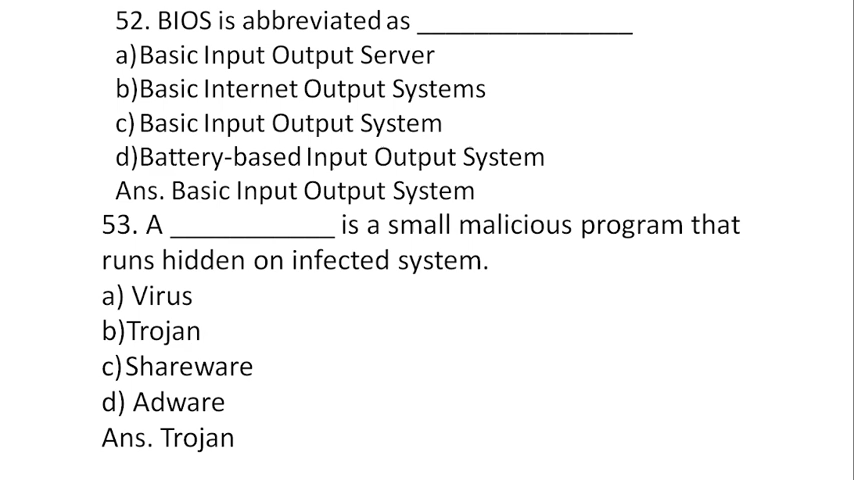 52. BIOS is abbreviated as _______________
a)Basic Input Output Server
b)Basic Internet Output Systems
c) Basic Input Output System
d)Battery-based Input Output System
Ans. Basic Input Output System
53. A ___________ is a small malicious program that
runs hidden on infected system.
a) Virus
b)Trojan
c)Shareware
d) Adware
Ans. Trojan